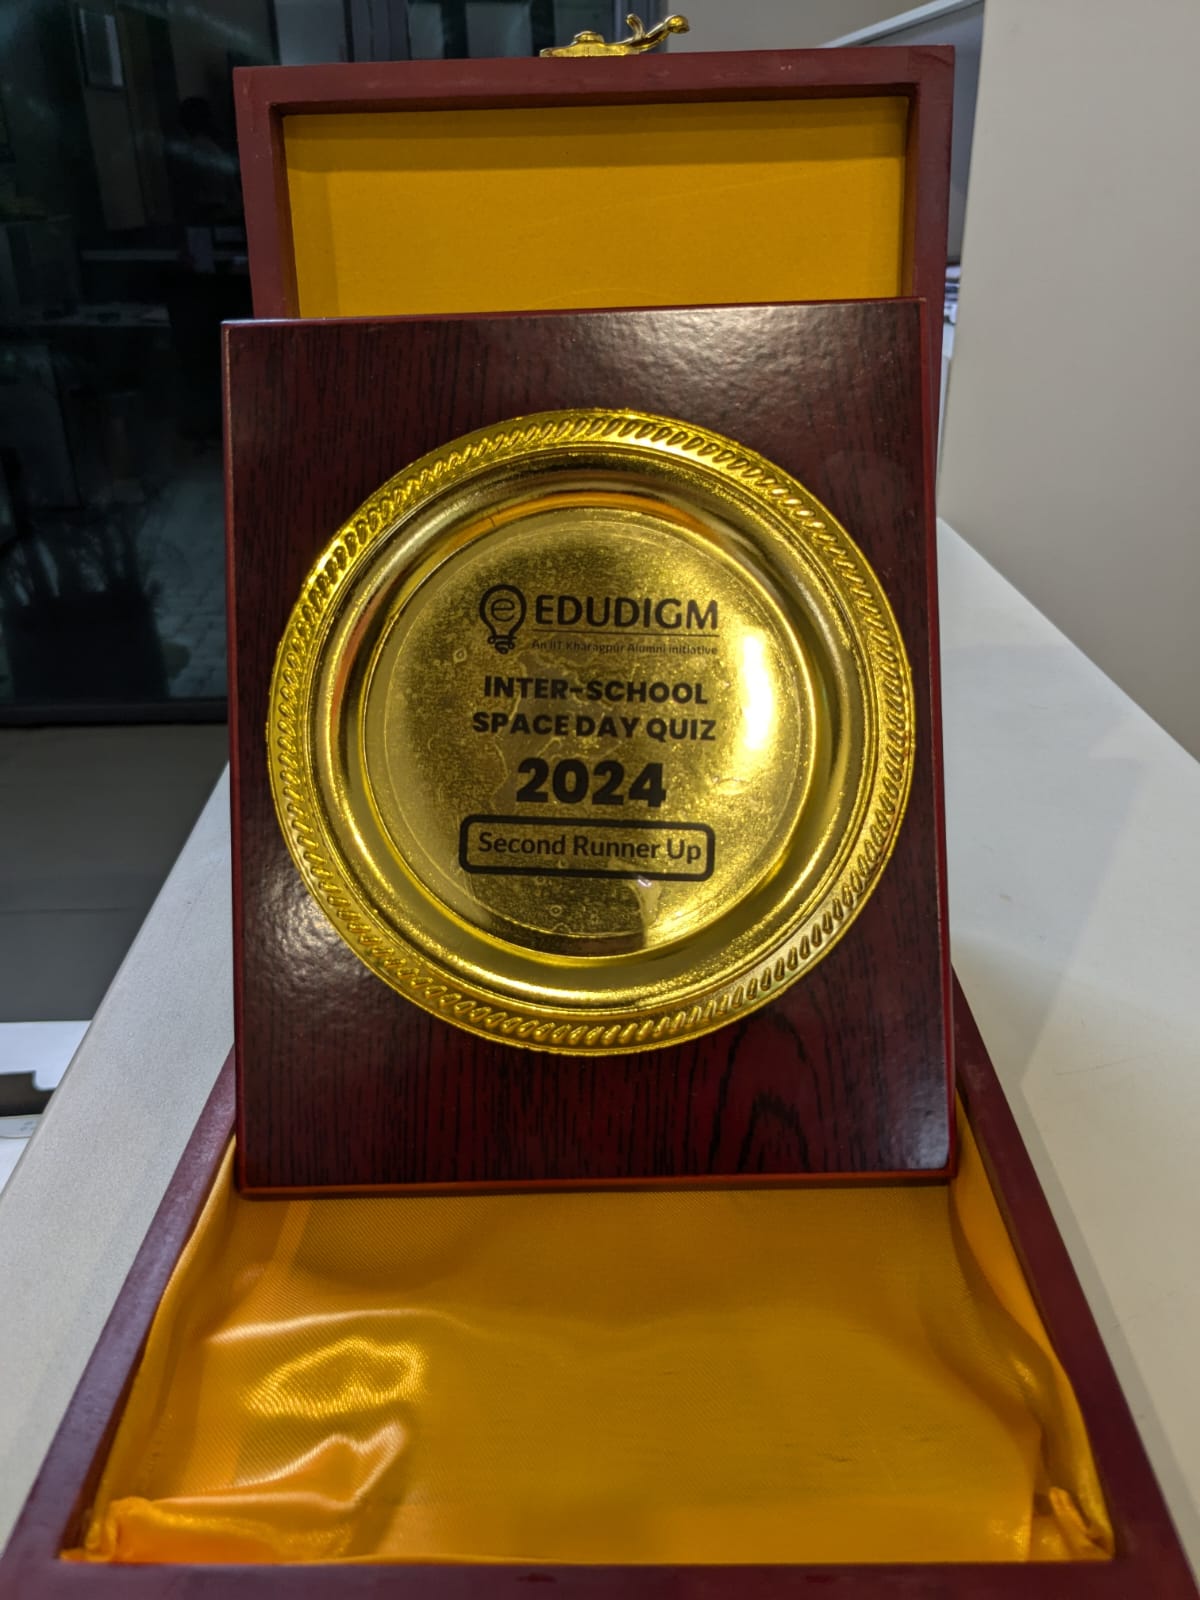 e EDUDIGM
An IIT Kharagpur Alumni initiative
INTER-SCHOOL
SPACE DAY QUIZ
2024
Second Runner Up